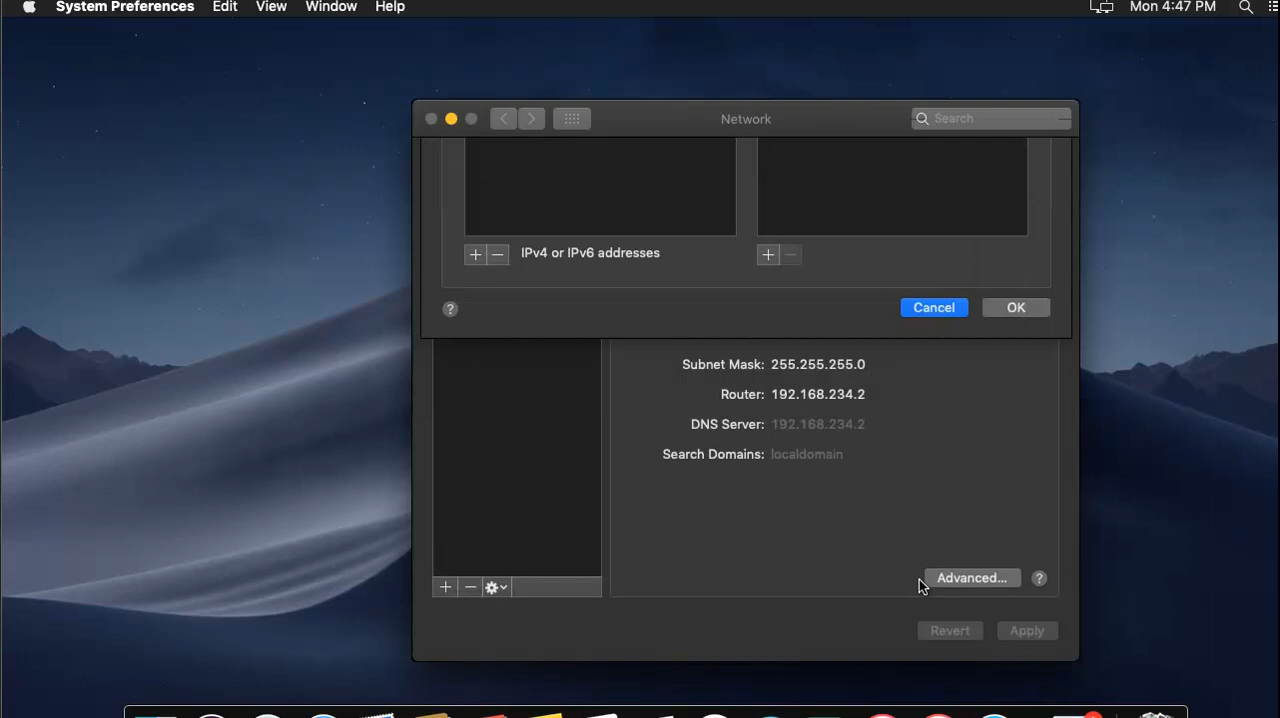 System Preferences Edit View Window Help Mon 4:47 PM
Network Search
+ − IPv4 or IPv6 addresses + −
? Cancel OK
Subnet Mask: 255.255.255.0
Router: 192.168.234.2
DNS Server: 192.168.234.2
Search Domains: localdomain
Advanced... ?
+ −
Revert Apply